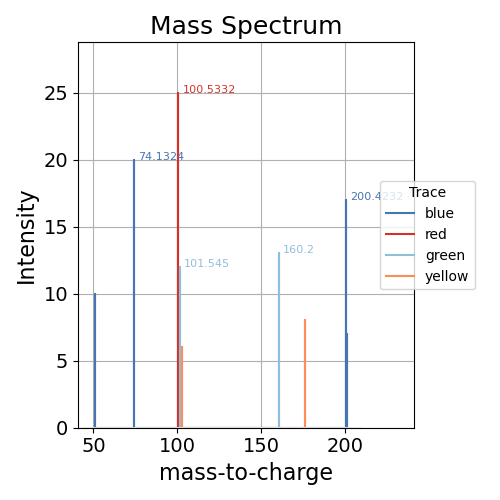 Mass Spectrum
25
100.5332
20
74.1324
Trace
15
200.4232
blue
red
160.2
green
101.545
yellow
10
5
0
50
100
150
200
Intensity
mass-to-charge